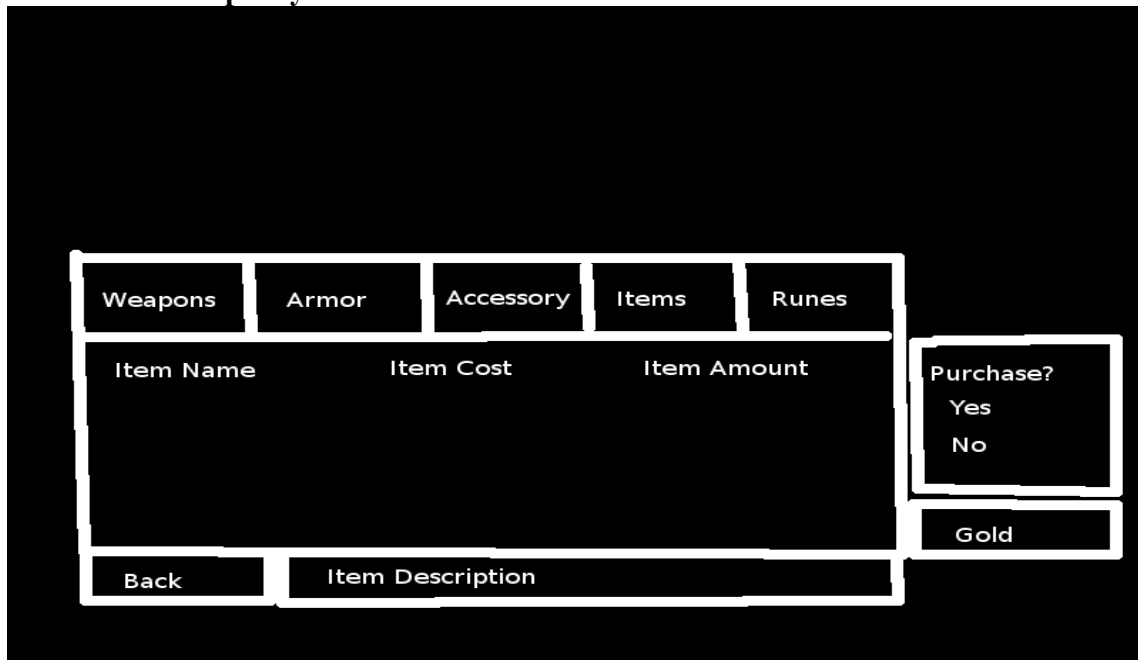 Weapons Armor Accessory Items Runes
Item Name Item Cost Item Amount
Purchase?
Yes
No
Gold
Back Item Description